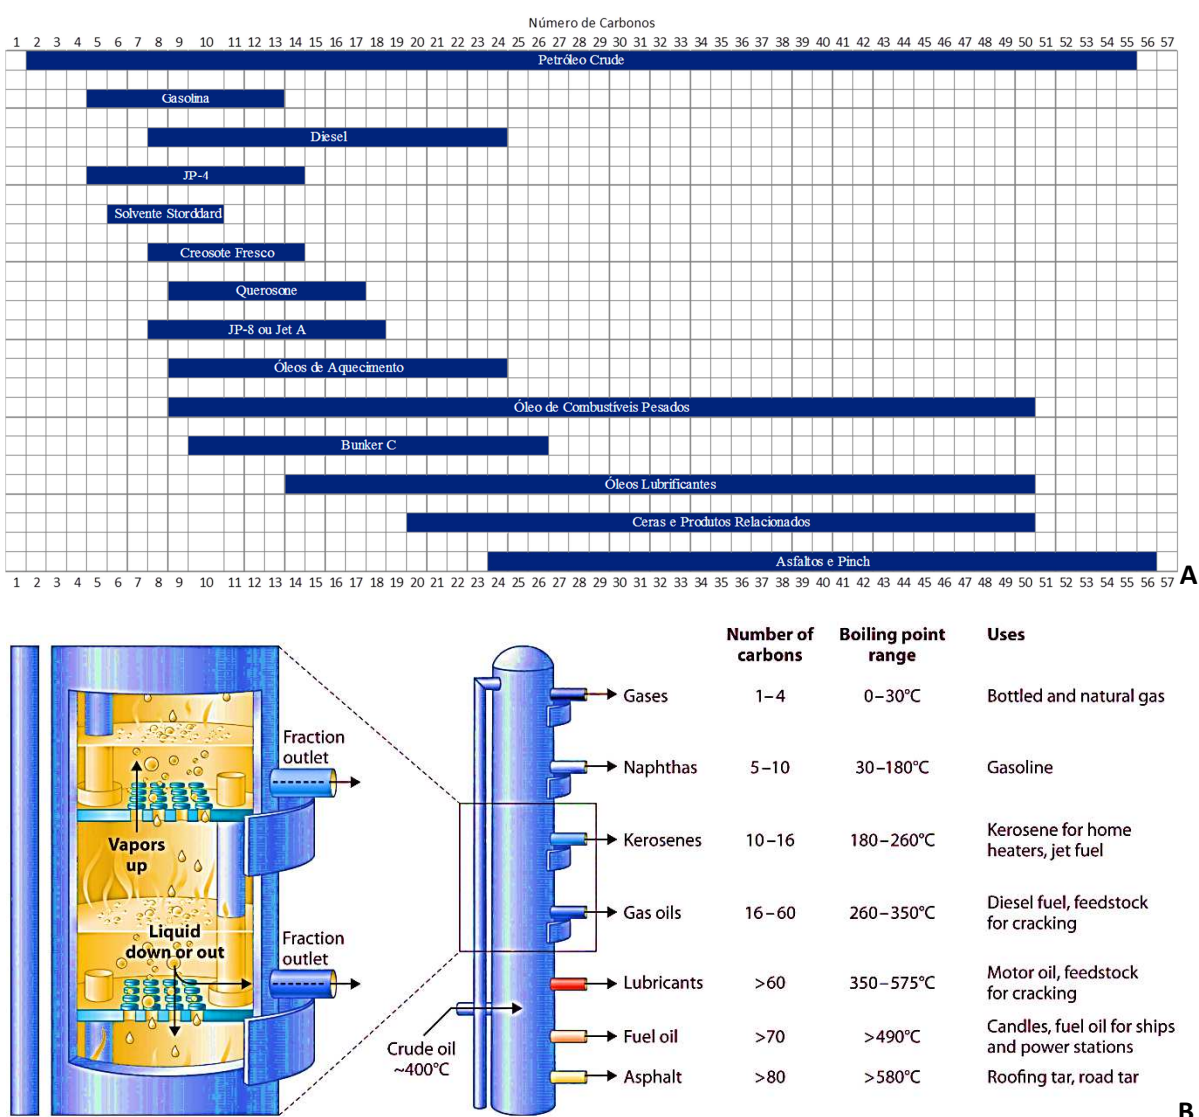 Número de Carbonos
1 2 3 4 5 6 7 8 9 10 11 12 13 14 15 16 17 18 19 20 21 22 23 24 25 26 27 28 29 30 31 32 33 34 35 36 37 38 39 40 41 42 43 44 45 46 47 48 49 50 51 52 53 54 55 56 57
Petróleo Crude
Gasolina
Diesel
JP-4
Solvente Storddard
Creosote Fresco
Querosone
JP-8 ou Jet A
Óleos de Aquecimento
Óleo de Combustíveis Pesados
Bunker C
Óleos Lubrificantes
Ceras e Produtos Relacionados
Asfaltos e Pinch
1 2 3 4 5 6 7 8 9 10 11 12 13 14 15 16 17 18 19 20 21 22 23 24 25 26 27 28 29 30 31 32 33 34 35 36 37 38 39 40 41 42 43 44 45 46 47 48 49 50 51 52 53 54 55 56 57
A
Fraction
outlet
Vapors
up
Liquid
down or out
Fraction
outlet
Crude oil
~400°C
Number of
carbons
Boiling point
range
Uses
Gases 1–4 0–30°C Bottled and natural gas
Naphthas 5–10 30–180°C Gasoline
Kerosenes 10–16 180–260°C Kerosene for home
heaters, jet fuel
Gas oils 16–60 260–350°C Diesel fuel, feedstock
for cracking
Lubricants >60 350–575°C Motor oil, feedstock
for cracking
Fuel oil >70 >490°C Candles, fuel oil for ships
and power stations
Asphalt >80 >580°C Roofing tar, road tar
B